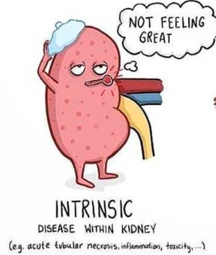 NOT FEELING
GREAT
INTRINSIC
DISEASE WITHIN KIDNEY
(e.g. acute tubular necrosis, inflammation, toxicity,...)